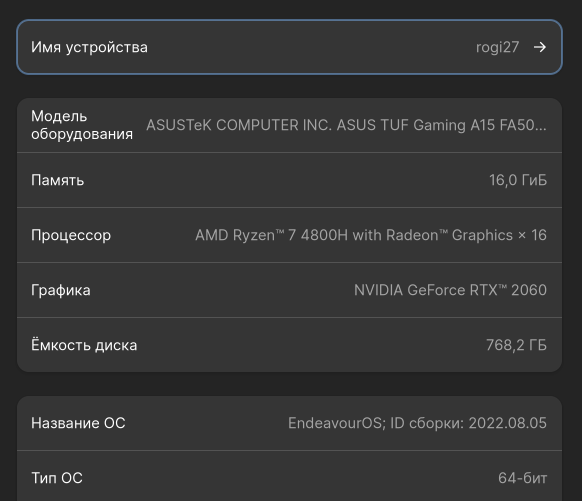 Имя устройства rogi27 →
Модель
оборудования ASUSTeK COMPUTER INC. ASUS TUF Gaming A15 FA50...
Память 16,0 ГиБ
Процессор AMD Ryzen™ 7 4800H with Radeon™ Graphics × 16
Графика NVIDIA GeForce RTX™ 2060
Ёмкость диска 768,2 ГБ
Название ОС EndeavourOS; ID сборки: 2022.08.05
Тип ОС 64-бит